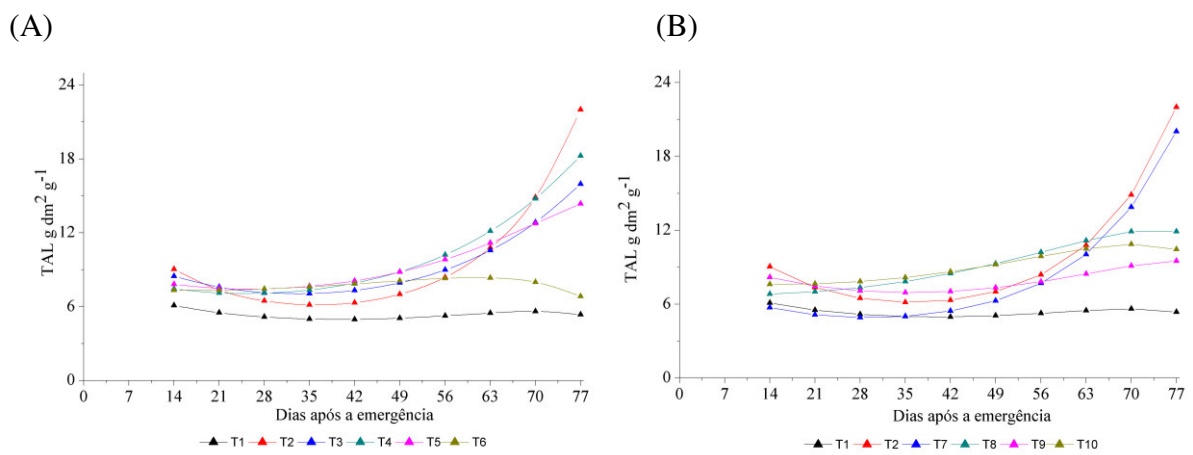 (A)
(B)
24
18
12
6
0
TAL g dm² g⁻¹
0 7 14 21 28 35 42 49 56 63 70 77
Dias após a emergência
T1 T2 T3 T4 T5 T6
24
18
12
6
0
TAL g dm² g⁻¹
0 7 14 21 28 35 42 49 56 63 70 77
Dias após a emergência
T1 T2 T7 T8 T9 T10